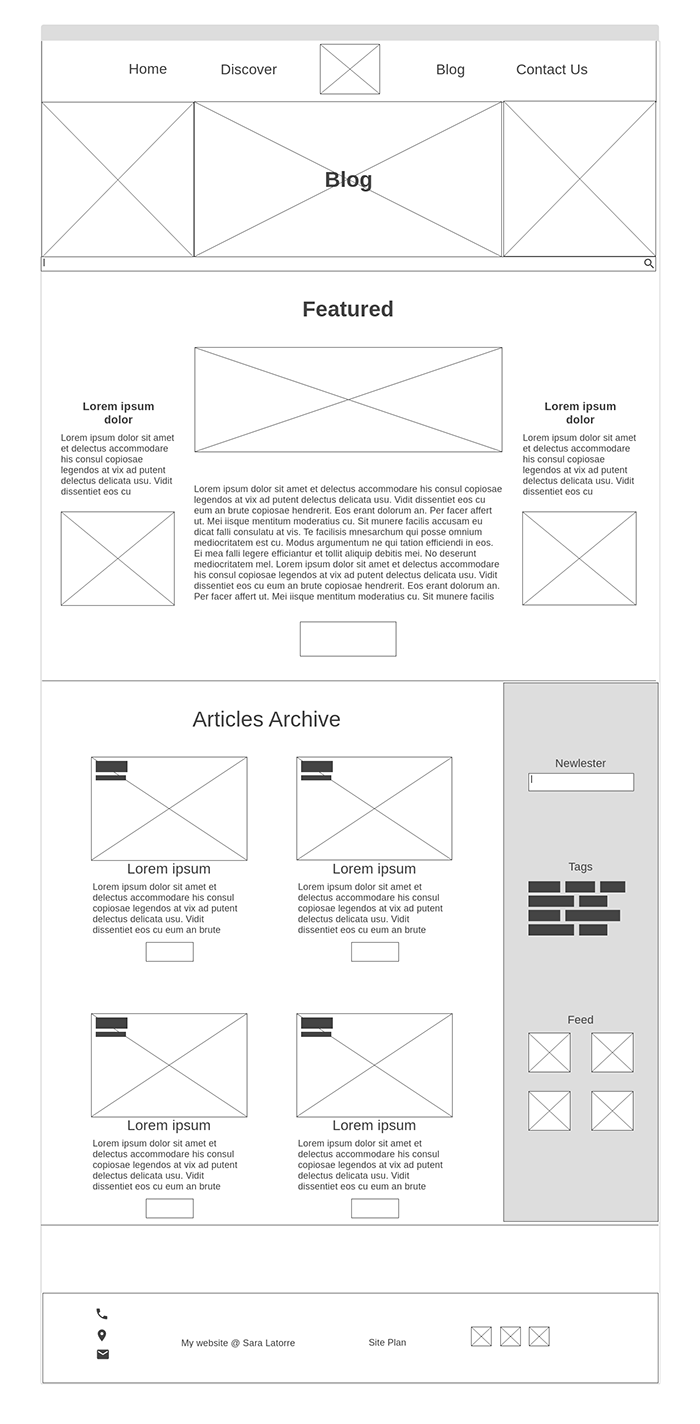 Home
Discover
Blog
Contact Us
Blog
Featured
Lorem ipsum
dolor
Lorem ipsum dolor sit amet
et delectus accommodare
his consul copiosae
legendos at vix ad putent
delectus delicata usu. Vidit
dissentiet eos cu
Lorem ipsum dolor sit amet et delectus accommodare his consul copiosae
legendos at vix ad putent delectus delicata usu. Vidit dissentiet eos cu
eum an brute copiosae hendrerit. Eos erant dolorum an. Per facer affert
ut. Mei iisque mentitum moderatius cu. Sit munere facilis accusam eu
dicat falli consulatu at vis. Te facilisis mnesarchum qui posse omnium
mediocritatem est cu. Modus argumentum ne qui tation efficiendi in eos.
Ei mea falli legere efficiantur et tollit aliquip debitis mei. No deserunt
mediocritatem mel. Lorem ipsum dolor sit amet et delectus accommodare
his consul copiosae legendos at vix ad putent delectus delicata usu. Vidit
dissentiet eos cu eum an brute copiosae hendrerit. Eos erant dolorum an.
Per facer affert ut. Mei iisque mentitum moderatius cu. Sit munere facilis
Lorem ipsum
dolor
Lorem ipsum dolor sit amet
et delectus accommodare
his consul copiosae
legendos at vix ad putent
delectus delicata usu. Vidit
dissentiet eos cu
Articles Archive
Lorem ipsum
Lorem ipsum dolor sit amet et
delectus accommodare his consul
copiosae legendos at vix ad putent
delectus delicata usu. Vidit
dissentiet eos cu eum an brute
Lorem ipsum
Lorem ipsum dolor sit amet et
delectus accommodare his consul
copiosae legendos at vix ad putent
delectus delicata usu. Vidit
dissentiet eos cu eum an brute
Lorem ipsum
Lorem ipsum dolor sit amet et
delectus accommodare his consul
copiosae legendos at vix ad putent
delectus delicata usu. Vidit
dissentiet eos cu eum an brute
Lorem ipsum
Lorem ipsum dolor sit amet et
delectus accommodare his consul
copiosae legendos at vix ad putent
delectus delicata usu. Vidit
dissentiet eos cu eum an brute
Newlester
Tags
Feed
My website @ Sara Latorre
Site Plan